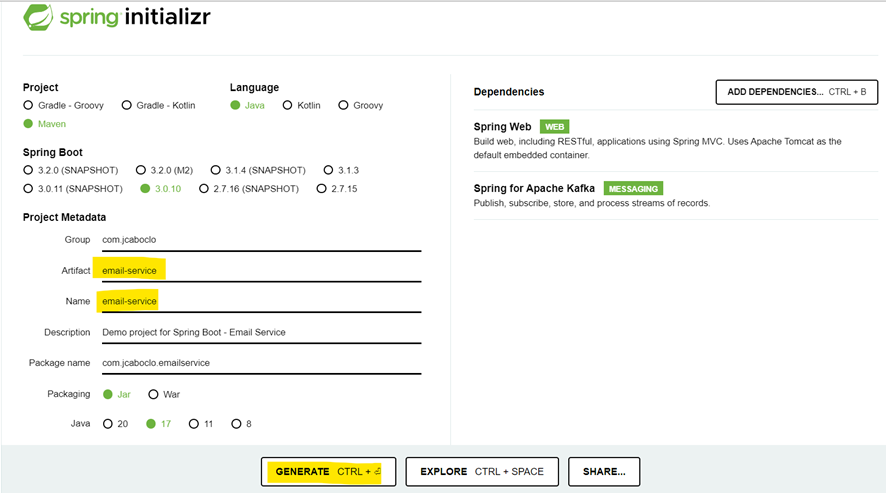 spring initializr
Project
Gradle - Groovy Gradle - Kotlin
Maven
Language
Java Kotlin Groovy
Spring Boot
3.2.0 (SNAPSHOT) 3.2.0 (M2) 3.1.4 (SNAPSHOT) 3.1.3
3.0.11 (SNAPSHOT) 3.0.10 2.7.16 (SNAPSHOT) 2.7.15
Project Metadata
Group com.jcaboclo
Artifact email-service
Name email-service
Description Demo project for Spring Boot - Email Service
Package name com.jcaboclo.emailservice
Packaging Jar War
Java 20 17 11 8
Dependencies
ADD DEPENDENCIES... CTRL + B
Spring Web WEB
Build web, including RESTful, applications using Spring MVC. Uses Apache Tomcat as the
default embedded container.
Spring for Apache Kafka MESSAGING
Publish, subscribe, store, and process streams of records.
GENERATE CTRL + ⏎
EXPLORE CTRL + SPACE
SHARE...